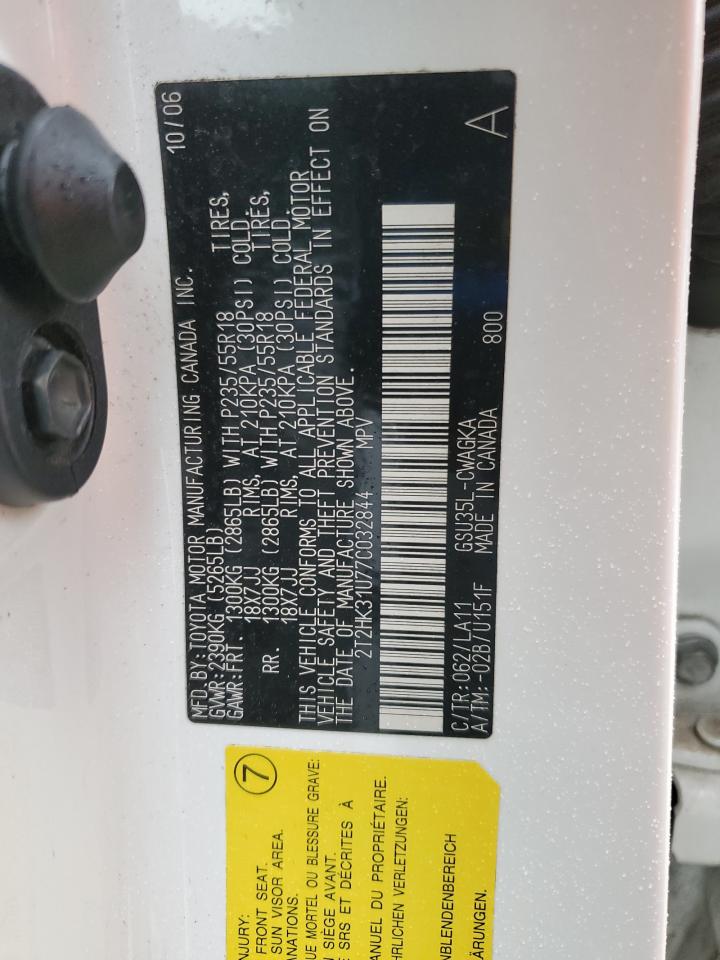 MFD.BY:TOYOTA MOTOR MANUFACTURING CANADA INC. 10/06
GVWR:2390KG (5265LB)
GAWR:FRT. 1300KG (2865LB) WITH P235/55R18 TIRES,
18X7JJ RIMS, AT 210KPA (30PSI) COLD.
RR. 1300KG (2865LB) WITH P235/55R18 TIRES,
18X7JJ RIMS, AT 210KPA (30PSI) COLD.
THIS VEHICLE CONFORMS TO ALL APPLICABLE FEDERAL MOTOR
VEHICLE SAFETY AND THEFT PREVENTION STANDARDS IN EFFECT ON
THE DATE OF MANUFACTURE SHOWN ABOVE.
2T2HK31U77C032844 MPV
C/TR:062/LA11 GSU35L-CWAGKA 800 A
A/TM:-02B/U151F MADE IN CANADA
7
NJURY:
FRONT SEAT.
SUN VISOR AREA.
ANATIONS.
UE MORTEL OU BLESSURE GRAVE:
N SIÈGE AVANT.
E SRS ET DÉCRITES À
ANUEL DU PROPRIÉTAIRE.
HRLICHEN VERLETZUNGEN:
NBLENDENBEREICH
ÄRUNGEN.